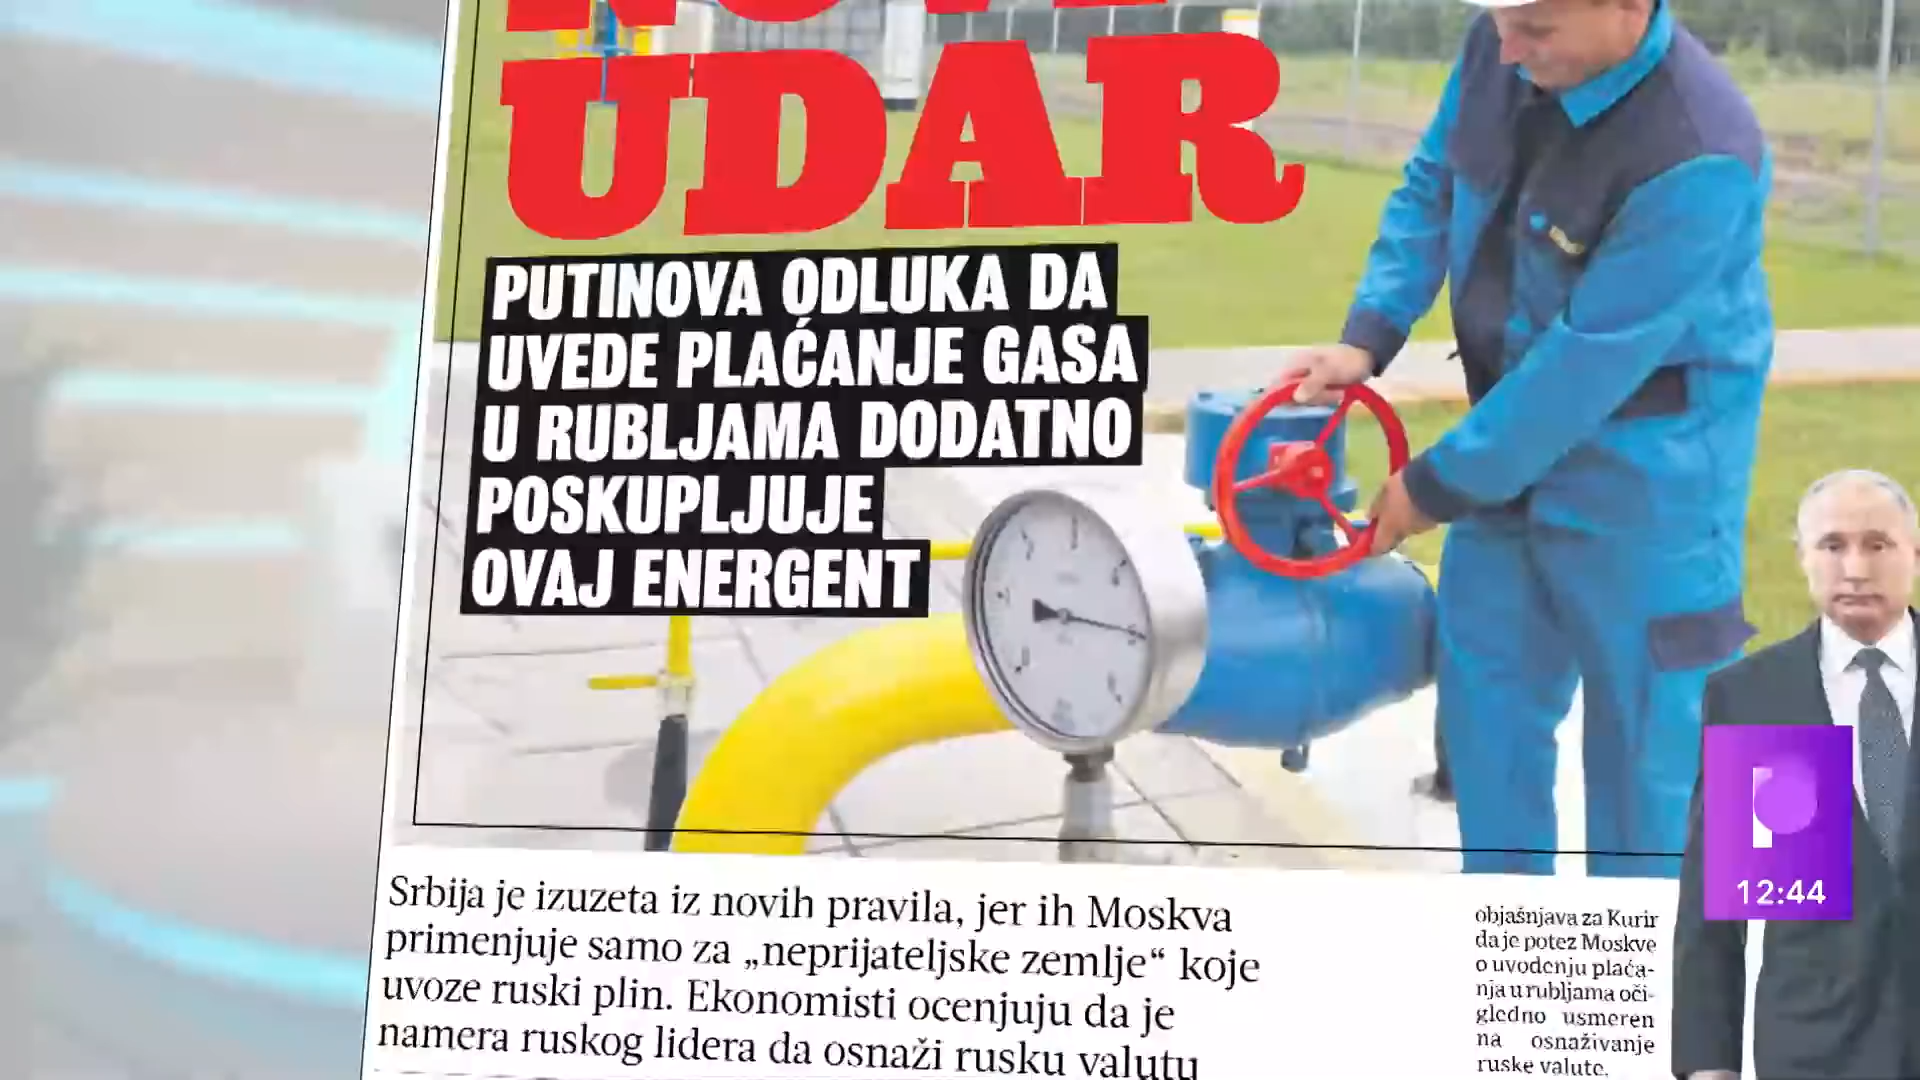 NOVI
UDAR
PUTINOVA ODLUKA DA
UVEDE PLAĆANJE GASA
U RUBLJAMA DODATNO
POSKUPLJUJE
OVAJ ENERGENT
Srbija je izuzeta iz novih pravila, jer ih Moskva
primenjuje samo za „neprijateljske zemlje“ koje
uvoze ruski plin. Ekonomisti ocenjuju da je
namera ruskog lidera da osnaži rusku valutu
objašnjava za Kurir
da je potez Moskve
o uvođenju plaća-
nja u rubljama oči-
gledno usmeren
na osnaživanje
ruske valute.
12:44